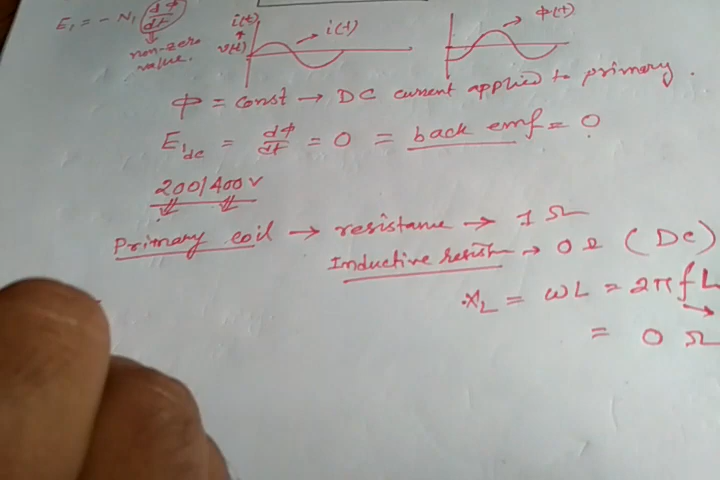 E₁ = - N₁ dφ/dt
non-zero value.
i(t)
v(t)
i(t)
φ(t)
φ = const → DC current applied to primary.
E₁dc = dφ/dt = 0 = back emf = 0
200/400 V
Primary coil → resistance → 1 Ω
Inductive resist → 0 Ω (DC)
X_L = ωL = 2πfL
= 0 Ω